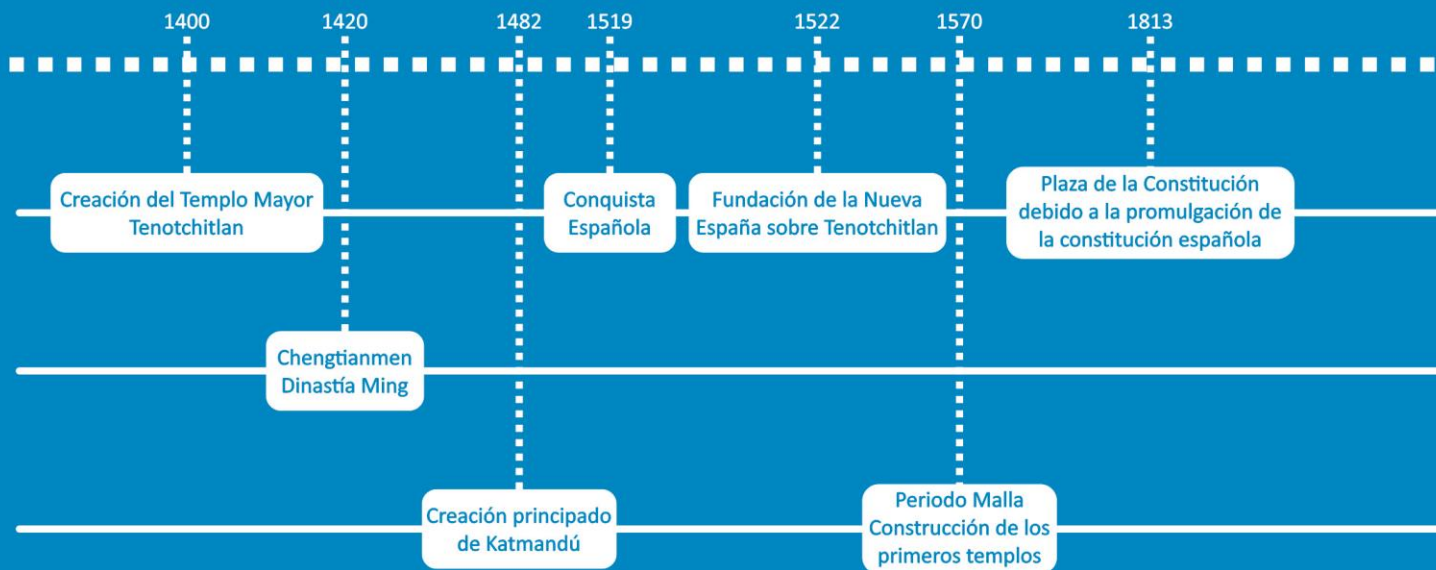 1400
1420
1482
1519
1522
1570
1813
Creación del Templo Mayor
Tenotchitlan
Conquista
Española
Fundación de la Nueva
España sobre Tenotchitlan
Plaza de la Constitución
debido a la promulgación de
la constitución española
Chengtianmen
Dinastía Ming
Creación principado
de Katmandú
Periodo Malla
Construcción de los
primeros templos